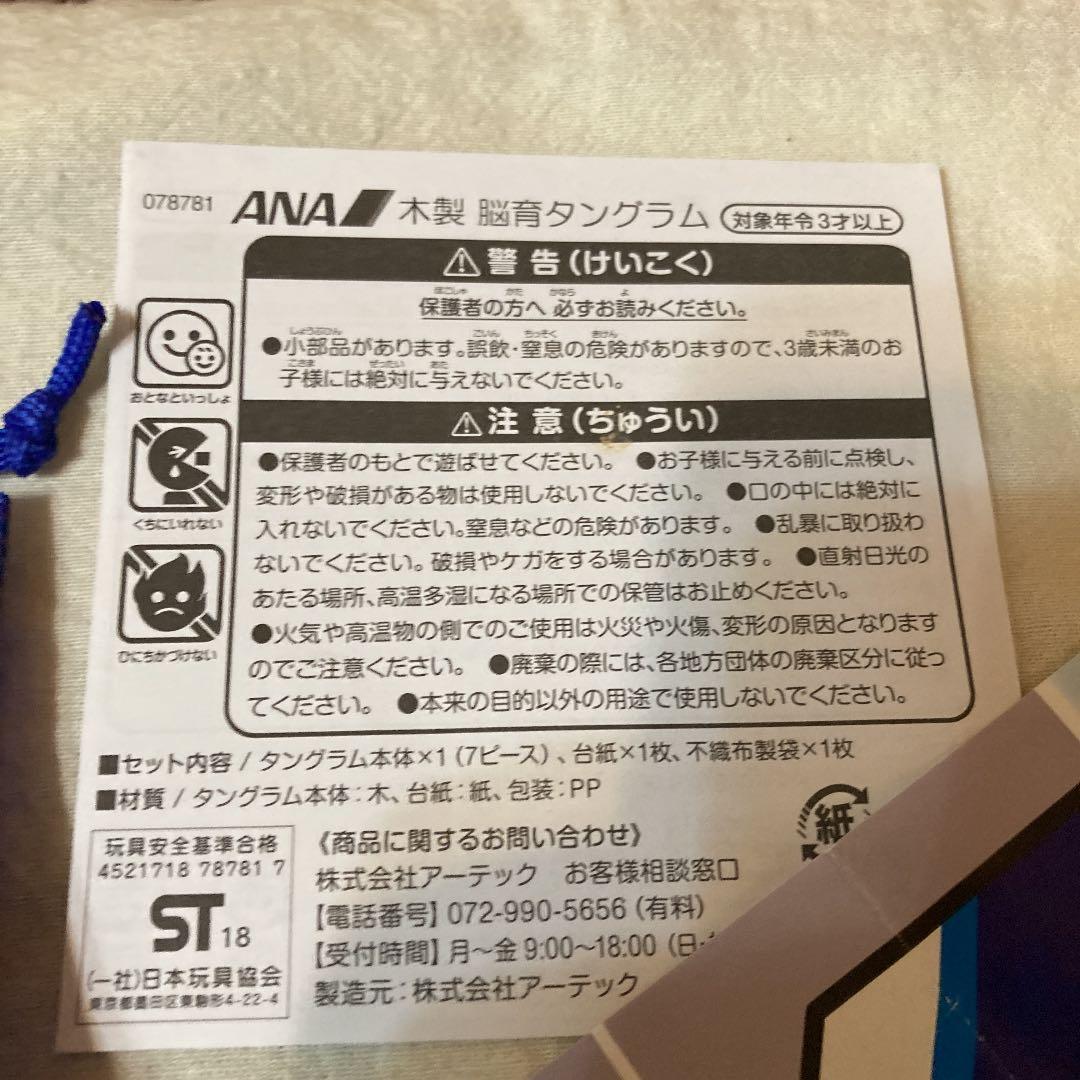 078781 ANA 木製 脳育タングラム 対象年令3才以上
警告(けいこく)
保護者の方へ 必ずお読みください。
●小部品があります。誤飲・窒息の危険がありますので、3歳未満のお
子様には絶対に与えないでください。
注意(ちゅうい)
●保護者のもとで遊ばせてください。 ●お子様に与える前に点検し、
変形や破損がある物は使用しないでください。 ●口の中には絶対に
入れないでください。窒息などの危険があります。 ●乱暴に取り扱わ
ないでください。破損やケガをする場合があります。 ●直射日光の
あたる場所、高温多湿になる場所での保管はお止めください。
●火気や高温物の側でのご使用は火災や火傷、変形の原因となります
のでご注意ください。 ●廃棄の際には、各地方団体の廃棄区分に従っ
てください。 ●本来の目的以外の用途で使用しないでください。
おとなといっしょ
くちにいれない
ひにちかづけない
■セット内容 / タングラム本体×1(7ピース)、台紙×1枚、不織布製袋×1枚
■材質 / タングラム本体:木、台紙:紙、包装:PP
紙
玩具安全基準合格
4521718 78781 7
ST 18
(一社)日本玩具協会
東京都墨田区東駒形4-22-4
《商品に関するお問い合わせ》
株式会社アーテック お客様相談窓口
【電話番号】072-990-5656(有料)
【受付時間】月~金 9:00~18:00(日・
製造元:株式会社アーテック